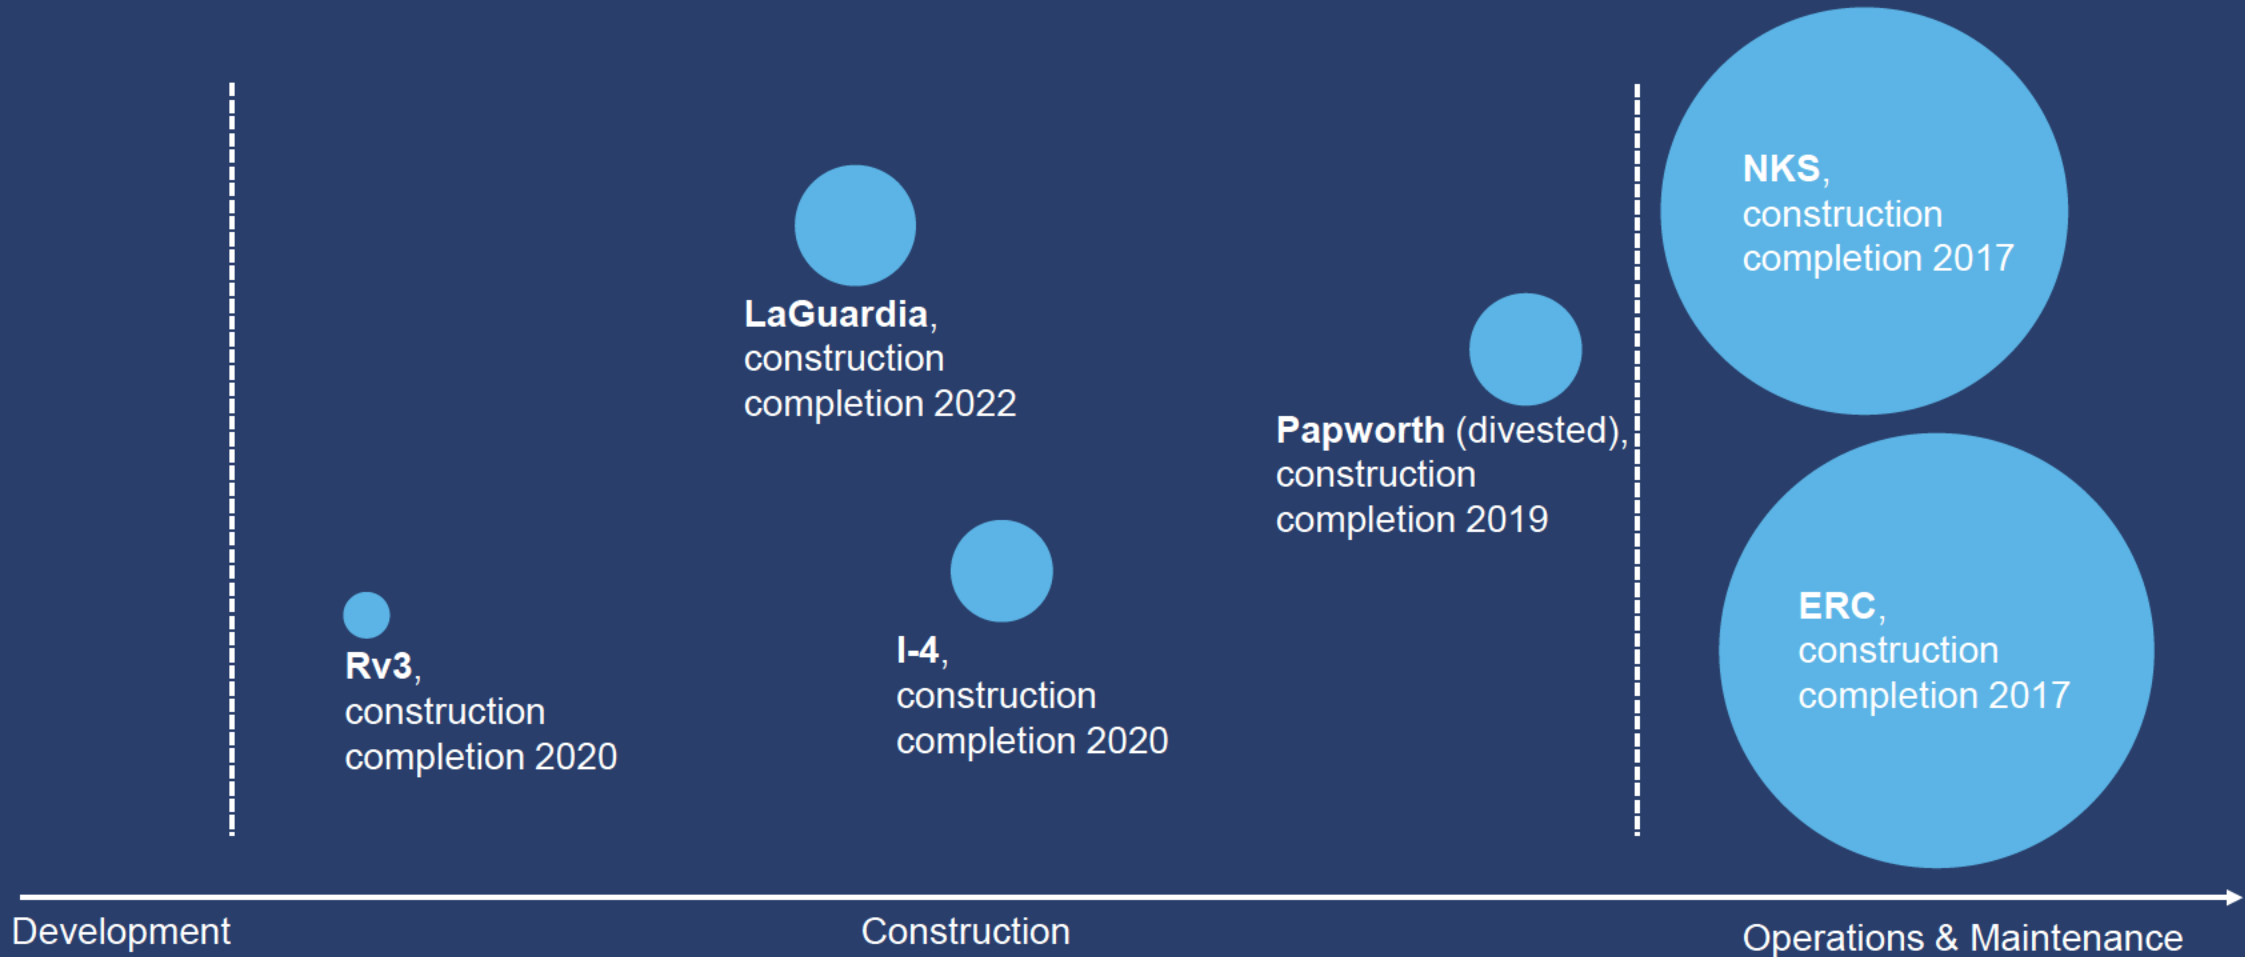 NKS,
construction
completion 2017
LaGuardia,
construction
completion 2022
Papworth (divested),
construction
completion 2019
ERC,
construction
completion 2017
I-4,
construction
completion 2020
Rv3,
construction
completion 2020
Development
Construction
Operations & Maintenance